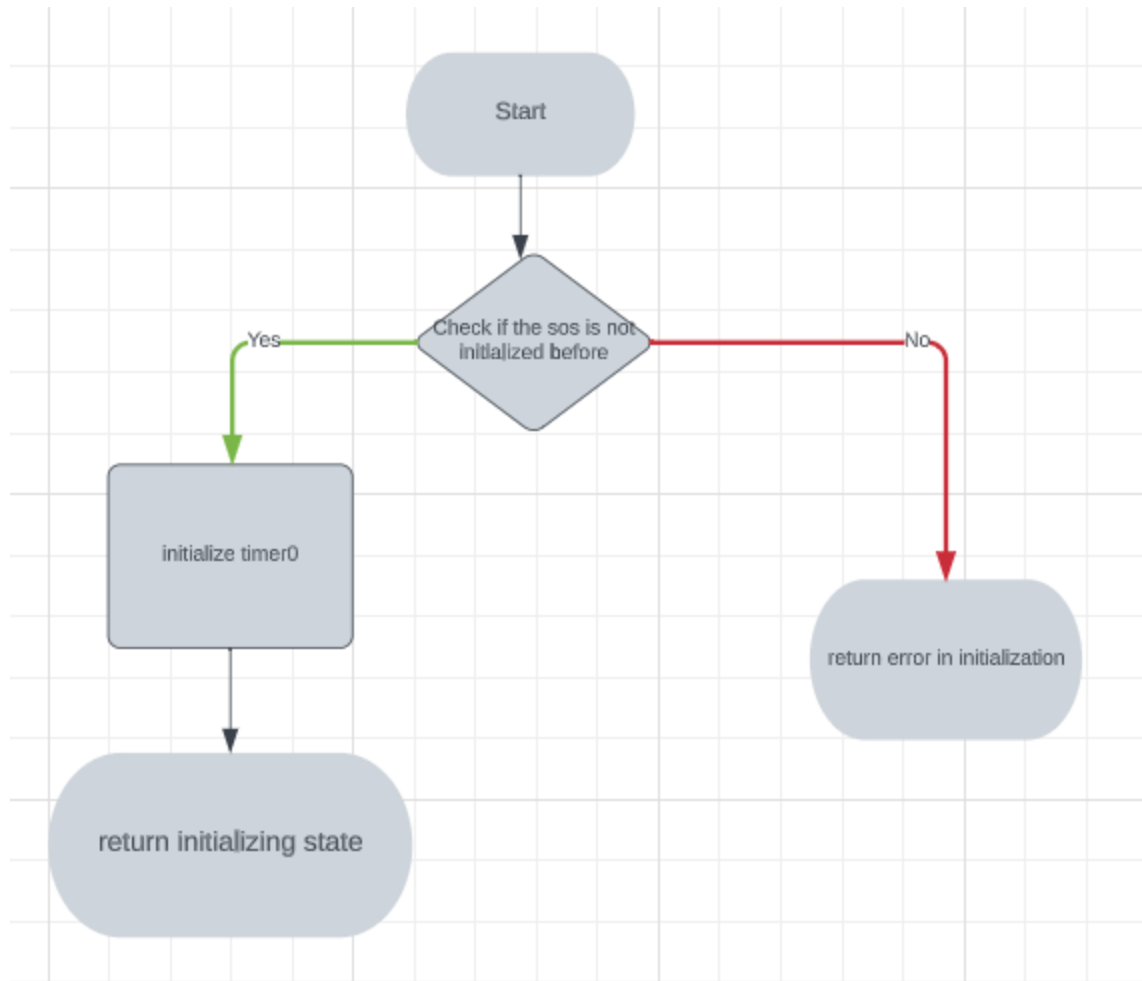 Start
Check if the sos is not
initialized before
Yes
No
initialize timer0
return error in initialization
return initializing state